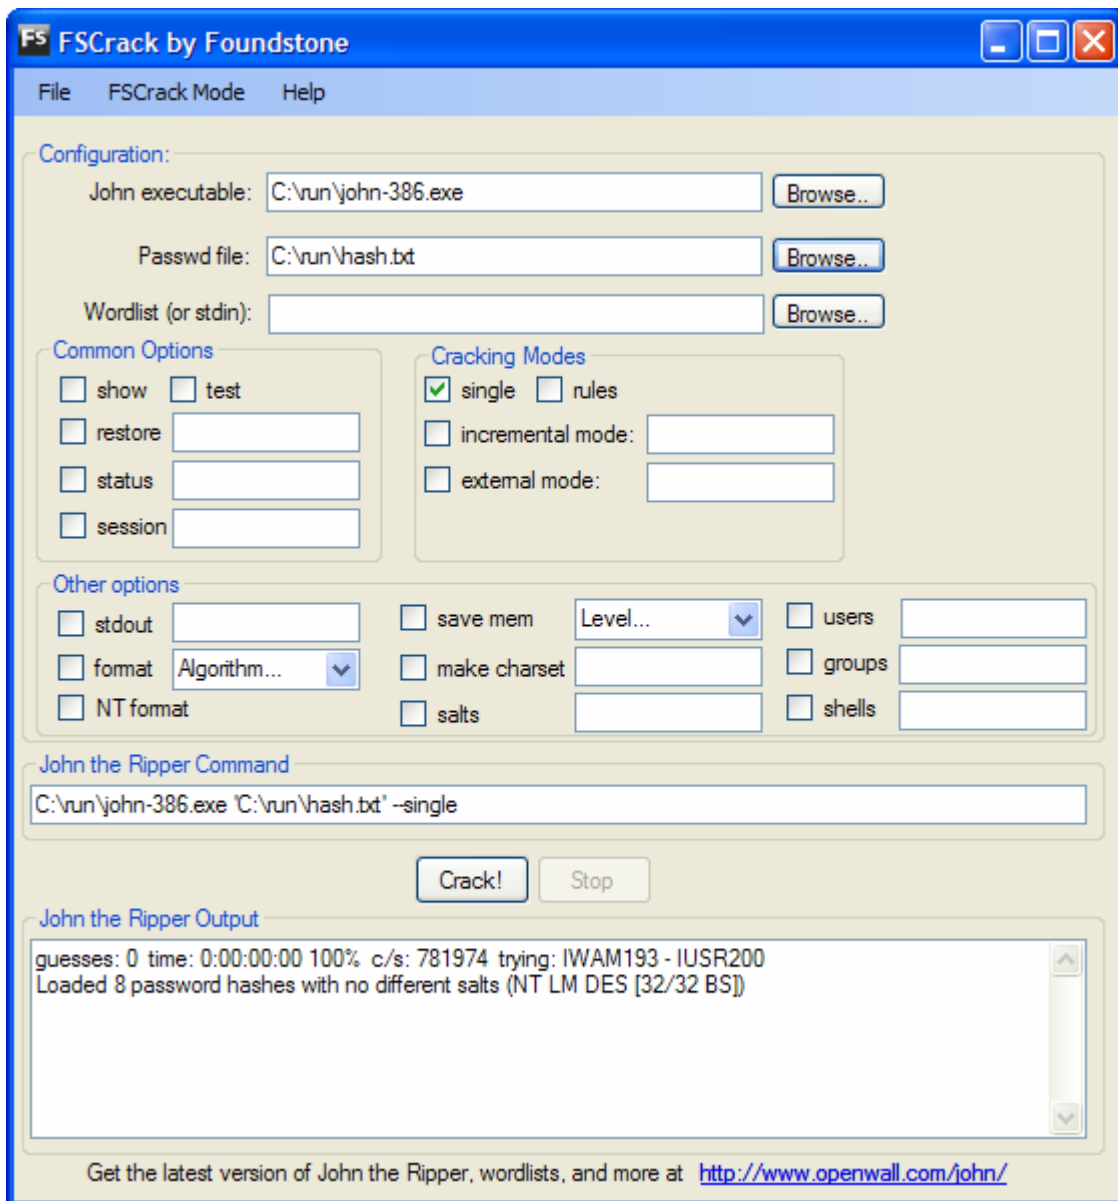 FS FSCrack by Foundstone
File FSCrack Mode Help
Configuration:
John executable: C:\run\john-386.exe Browse..
Passwd file: C:\run\hash.txt Browse..
Wordlist (or stdin): Browse..
Common Options
show test
restore
status
session
Cracking Modes
single rules
incremental mode:
external mode:
Other options
stdout save mem Level... users
format Algorithm... make charset groups
NT format salts shells
John the Ripper Command
C:\run\john-386.exe 'C:\run\hash.txt' --single
Crack! Stop
John the Ripper Output
guesses: 0 time: 0:00:00:00 100% c/s: 781974 trying: IWAM193 - IUSR200
Loaded 8 password hashes with no different salts (NT LM DES [32/32 BS])
Get the latest version of John the Ripper, wordlists, and more at http://www.openwall.com/john/